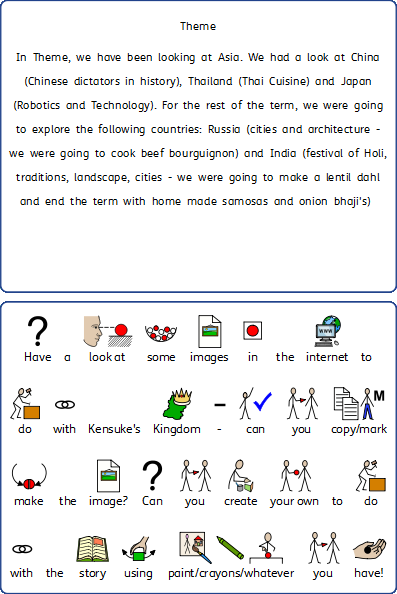 Theme
In Theme, we have been looking at Asia. We had a look at China
(Chinese dictators in history), Thailand (Thai Cuisine) and Japan
(Robotics and Technology). For the rest of the term, we were going
to explore the following countries: Russia (cities and architecture -
we were going to cook beef bourguignon) and India (festival of Holi,
traditions, landscape, cities - we were going to make a lentil dahl
and end the term with home made samosas and onion bhaji's)
? 
WWW
Have a look at some images in the internet to
M
do with Kensuke's Kingdom - can you copy/mark
?
make the image? Can you create your own to do
with the story using paint/crayons/whatever you have!